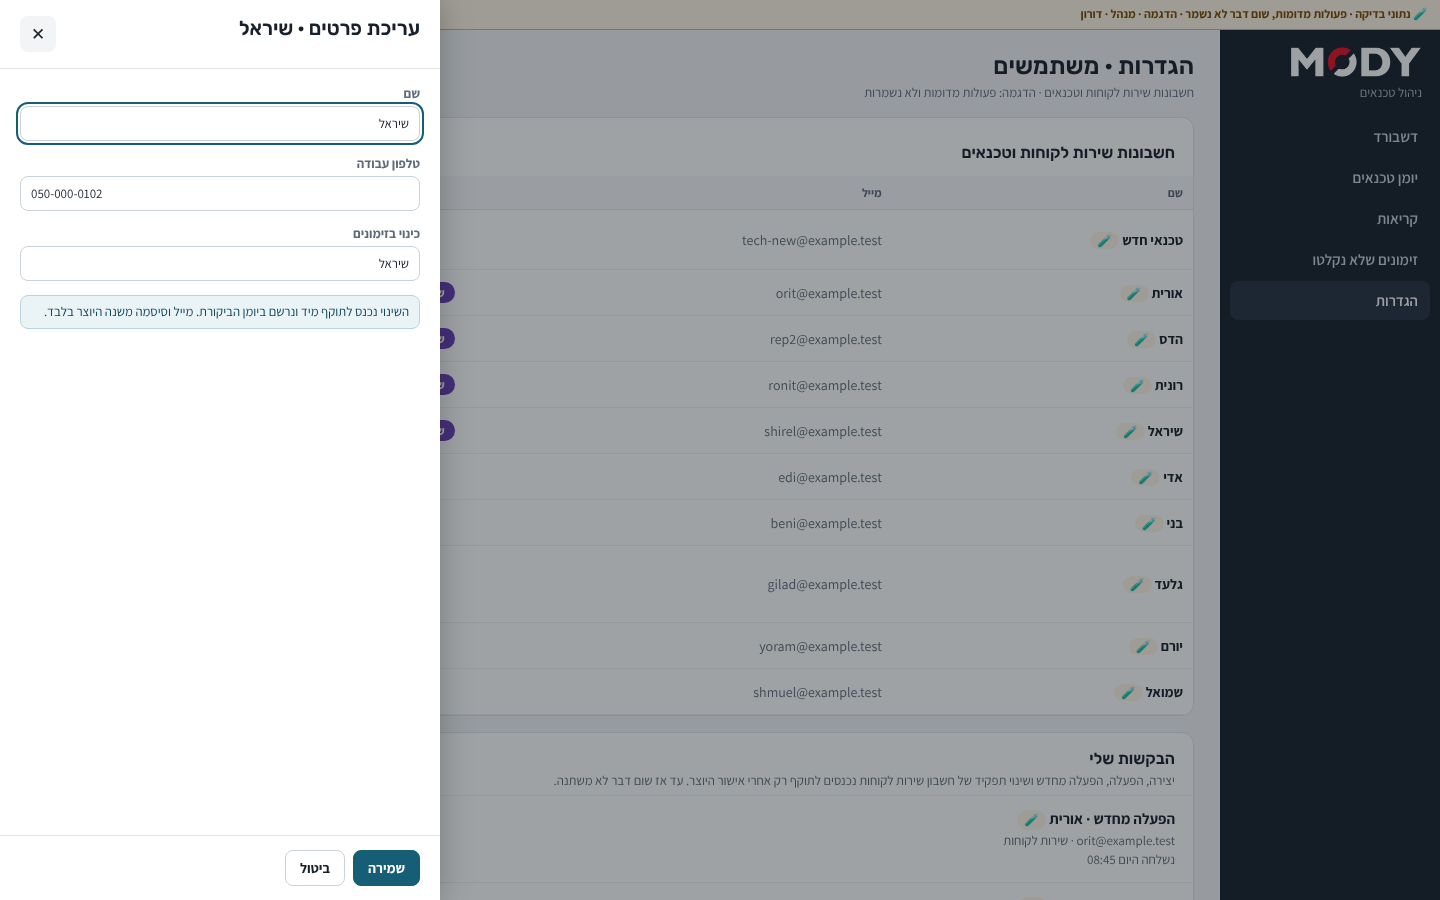 🧪 נתוני בדיקה · פעולות מדומות, שום דבר לא נשמר · הדגמה · מנהל · דורון
MODY
ניהול טכנאים
דשבורד
יומן טכנאים
קריאות
זימונים שלא נקלטו
הגדרות
הגדרות • משתמשים
חשבונות שירות לקוחות וטכנאים · הדגמה: פעולות מדומות ולא נשמרות
חשבונות שירות לקוחות וטכנאים
שם מייל
טכנאי חדש 🧪 tech-new@example.test
אורית 🧪 orit@example.test
הדס 🧪 rep2@example.test
רונית 🧪 ronit@example.test
שיראל 🧪 shirel@example.test
אדי 🧪 edi@example.test
בני 🧪 beni@example.test
גלעד 🧪 gilad@example.test
יורם 🧪 yoram@example.test
שמואל 🧪 shmuel@example.test
הבקשות שלי
יצירה, הפעלה, הפעלה מחדש ושינוי תפקיד של חשבון שירות לקוחות נכנסים לתוקף רק אחרי אישור היוצר. עד אז שום דבר לא משתנה.
הפעלה מחדש · אורית 🧪
orit@example.test · שירות לקוחות
נשלחה היום 08:45
עריכת פרטים • שיראל
✕
שם
שיראל
טלפון עבודה
050-000-0102
כינוי בזימונים
שיראל
השינוי נכנס לתוקף מיד ונרשם ביומן הביקורת. מייל וסיסמה משנה היוצר בלבד.
שמירה
ביטול